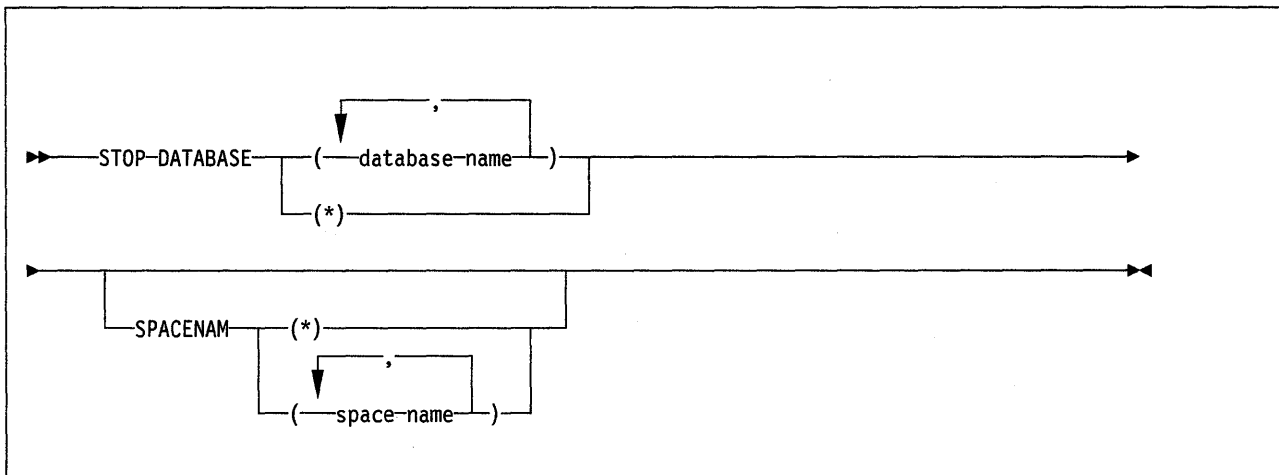 ,
STOP DATABASE ( database name )
(*)
SPACENAM (*)
,
( space name )